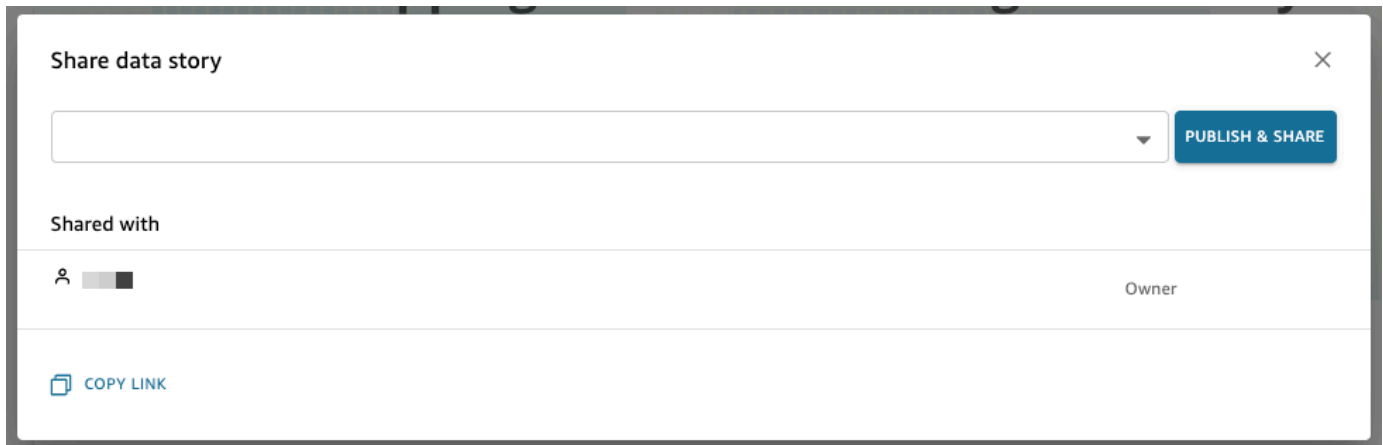 Share data story
PUBLISH & SHARE
Shared with
Owner
COPY LINK